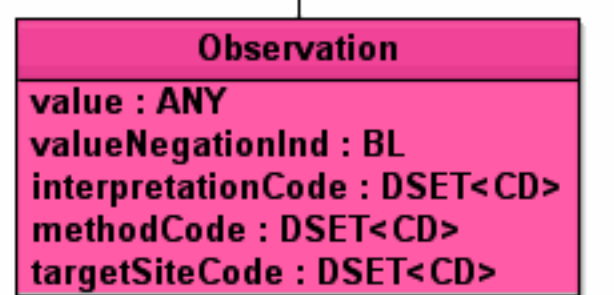 Observation
value : ANY
valueNegationInd : BL
interpretationCode : DSET<CD>
methodCode : DSET<CD>
targetSiteCode : DSET<CD>